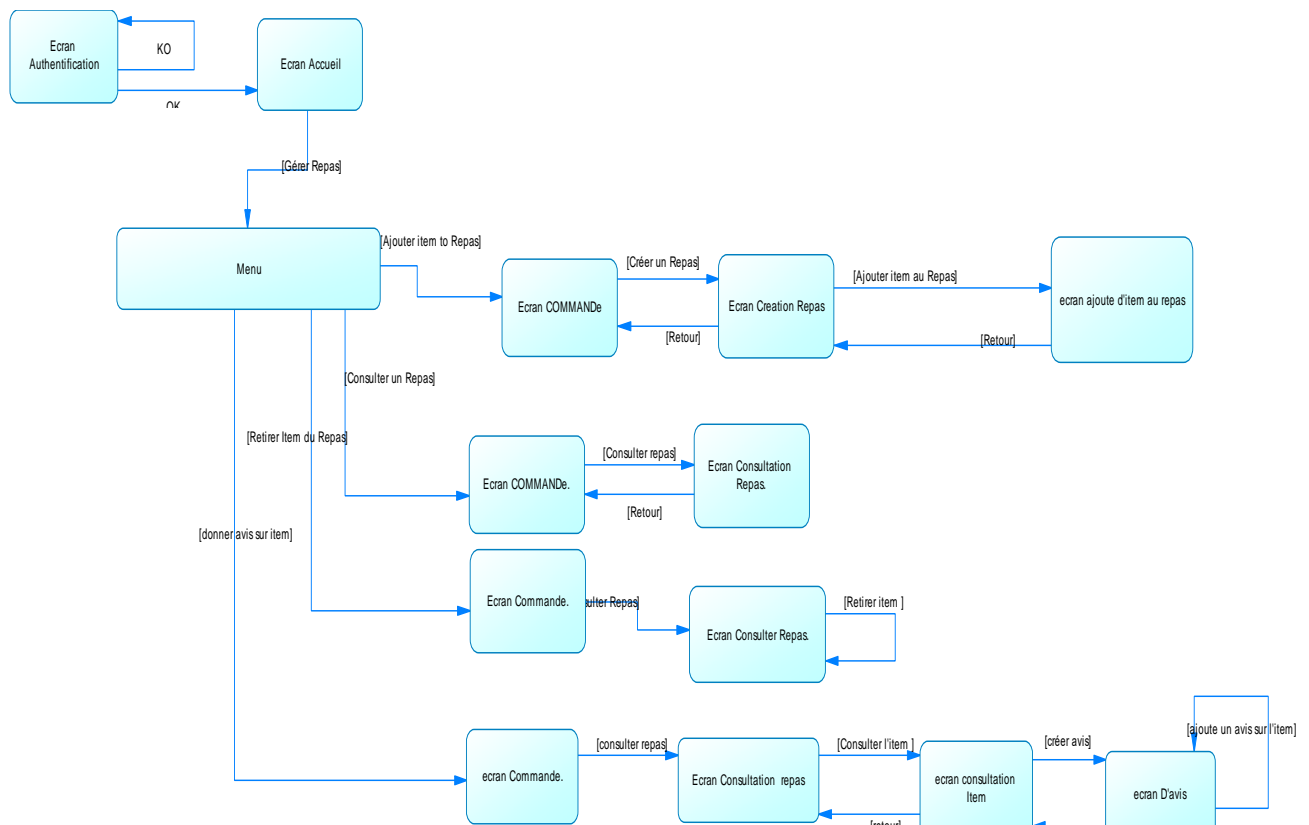 Ecran
Authentification
KO
OK
Ecran Accueil
[Gérer Repas]
Menu
[Ajouter item to Repas]
Ecran COMMANDe
[Créer un Repas]
[Retour]
Ecran Creation Repas
[Ajouter item au Repas]
[Retour]
ecran ajoute d'item au repas
[Consulter un Repas]
[Retirer Item du Repas]
[donner avis sur item]
Ecran COMMANDe.
[Consulter repas]
[Retour]
Ecran Consultation
Repas.
Ecran Commande.
ulter Repas]
Ecran Consulter Repas.
[Retirer item ]
ecran Commande.
[consulter repas]
Ecran Consultation repas
[Consulter l'item ]
[retour]
ecran consultation
Item
[créer avis]
ecran D'avis
[ajoute un avis sur l'item]